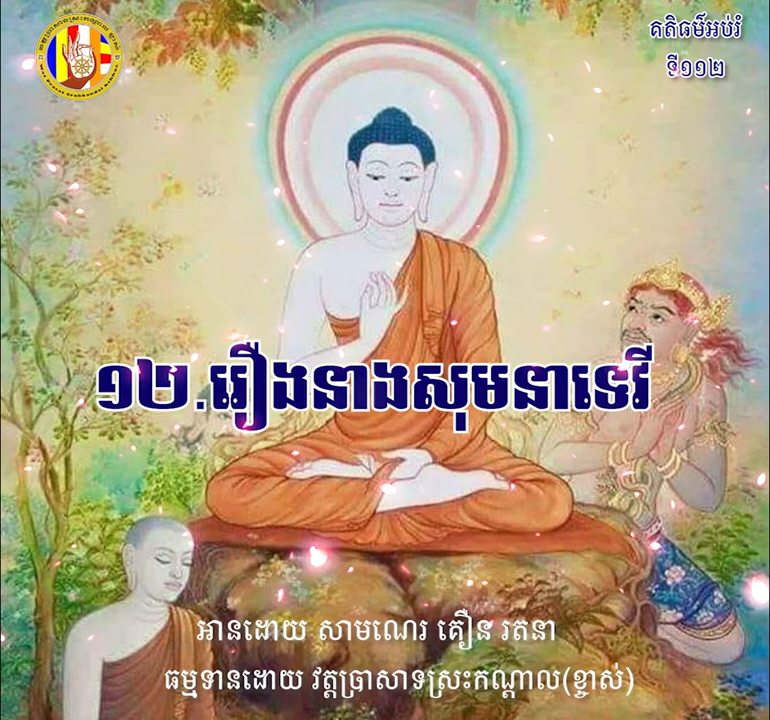 គតិធម៌អប់រំ
ទី១១២
១២.រឿងនាងសុមនាទេវី
អានដោយ សាមណេរ គឿន រតនា
ធម្មទានដោយ វត្តប្រាសាទស្រះកណ្តាល(ខ្ចាស់)